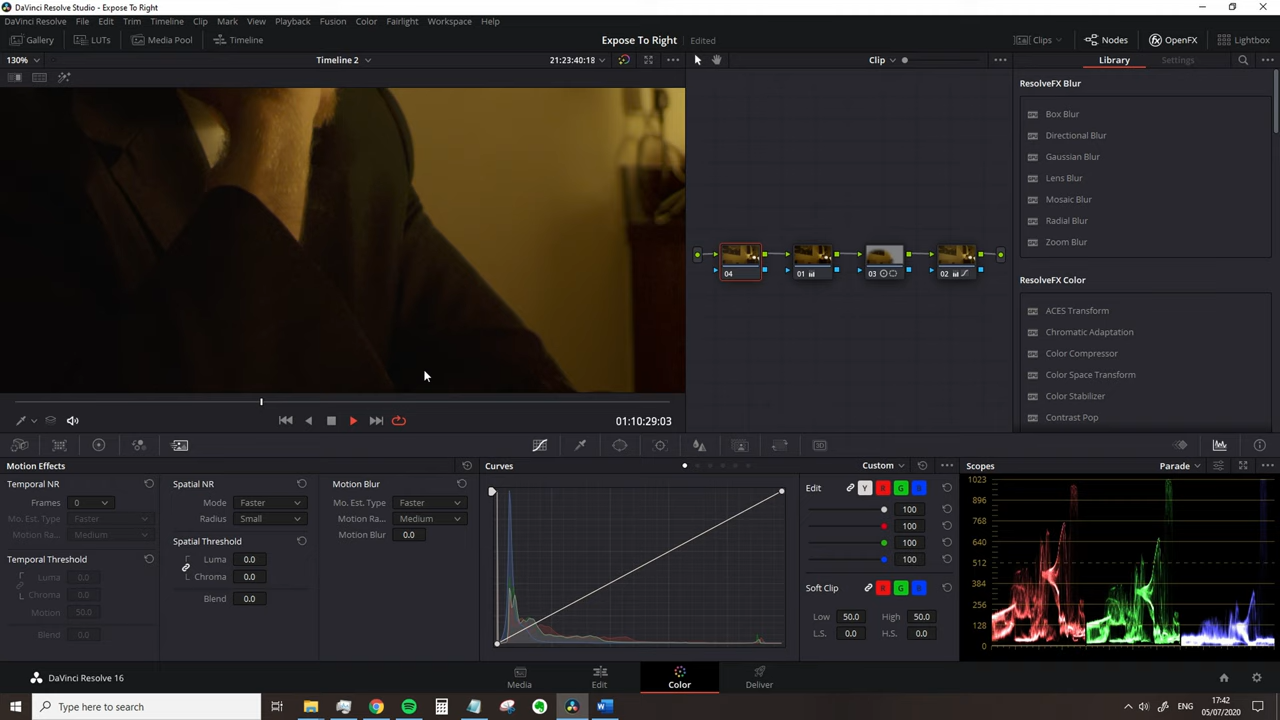 DaVinci Resolve Studio - Expose To Right
DaVinci Resolve File Edit Trim Timeline Clip Mark View Playback Fusion Color Fairlight Workspace Help
Gallery LUTs Media Pool Timeline Expose To Right Edited Clips Nodes OpenFX Lightbox
130% Timeline 2 21:23:40:18 Clip Library Settings
ResolveFX Blur
Box Blur
Directional Blur
Gaussian Blur
Lens Blur
Mosaic Blur
Radial Blur
Zoom Blur
04 01 03 02
ResolveFX Color
ACES Transform
Chromatic Adaptation
Color Compressor
Color Space Transform
Color Stabilizer
Contrast Pop
01:10:29:03
Motion Effects
Temporal NR
Frames 0
Mo. Est. Type Faster
Motion Ra... Medium
Temporal Threshold
Luma 0.0
Chroma 0.0
Motion 50.0
Blend 0.0
Spatial NR
Mode Faster
Radius Small
Spatial Threshold
Luma 0.0
Chroma 0.0
Blend 0.0
Motion Blur
Mo. Est. Type Faster
Motion Ra... Medium
Motion Blur 0.0
Curves Custom
Edit Y R G B
100
100
100
100
Soft Clip R G B
Low 50.0 High 50.0
L.S. 0.0 H.S. 0.0
Scopes Parade
1023
896
768
640
512
384
256
128
0
DaVinci Resolve 16 Media Edit Color Deliver
Type here to search
ENG
17:42
05/07/2020